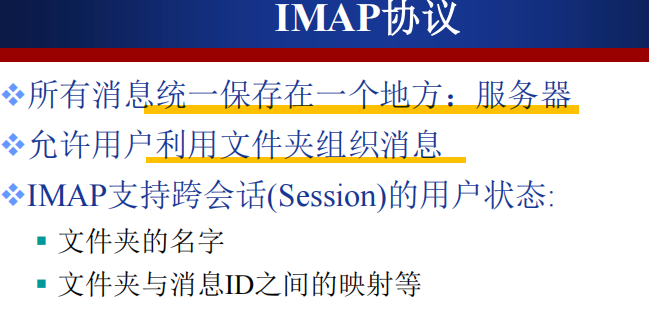 IMAP协议
所有消息统一保存在一个地方：服务器
允许用户利用文件夹组织消息
IMAP支持跨会话(Session)的用户状态:
文件夹的名字
文件夹与消息ID之间的映射等